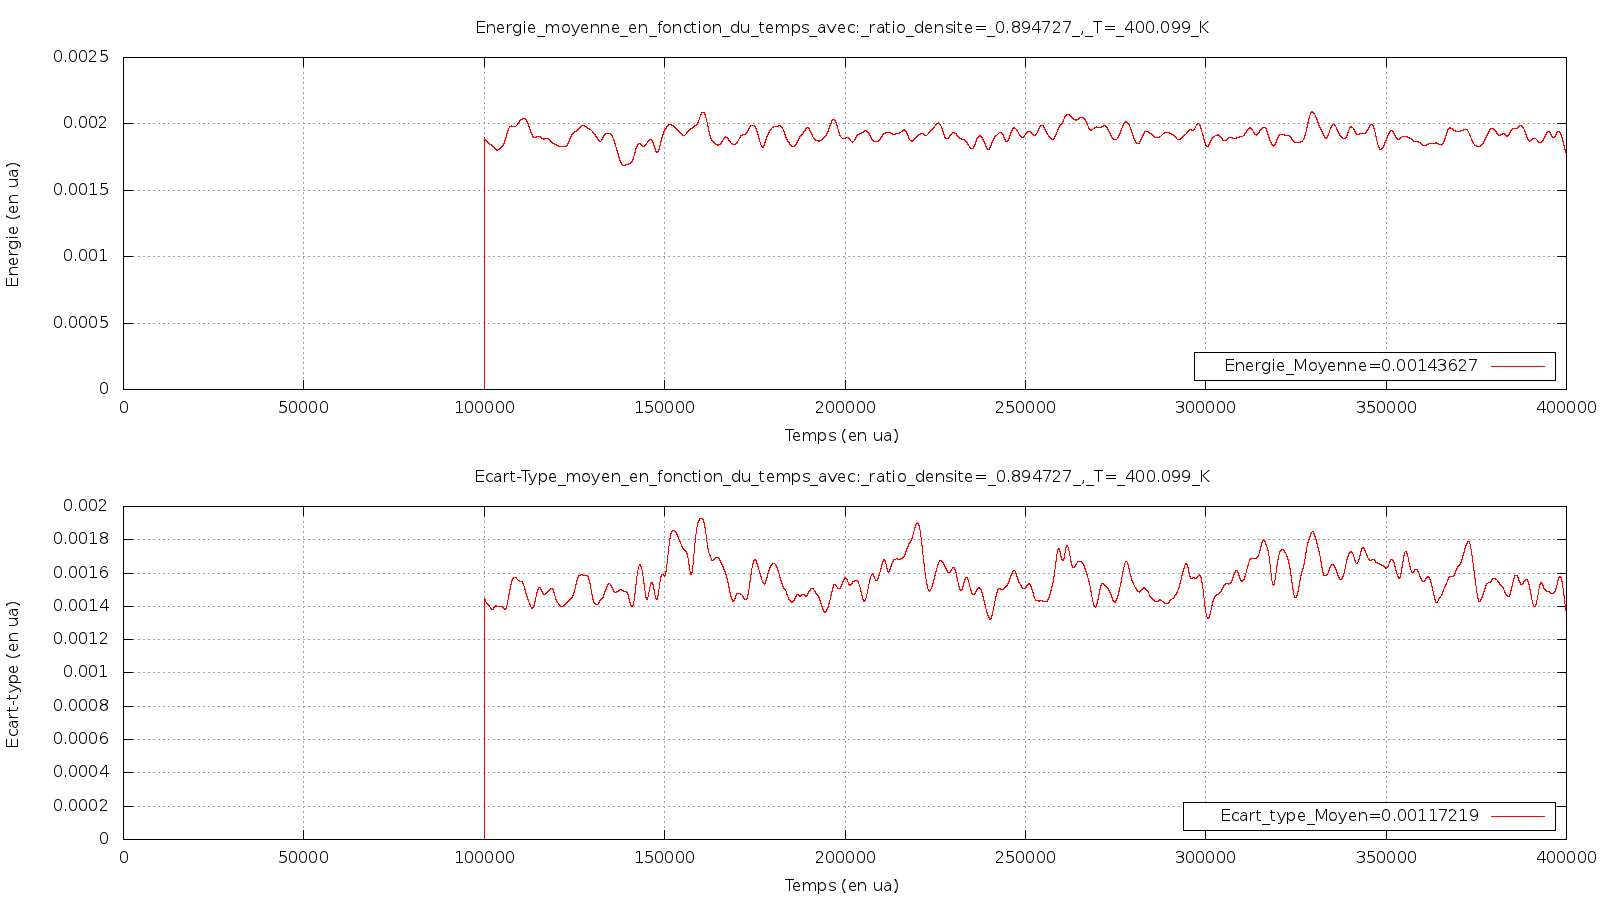 Energie_moyenne_en_fonction_du_temps_avec:_ratio_densite=_0.894727_,_T=_400.099_K
0.0025
0.002
0.0015
0.001
0.0005
0
Energie (en ua)
Energie_Moyenne=0.00143627
0 50000 100000 150000 200000 250000 300000 350000 400000
Temps (en ua)
Ecart-Type_moyen_en_fonction_du_temps_avec:_ratio_densite=_0.894727_,_T=_400.099_K
0.002
0.0018
0.0016
0.0014
0.0012
0.001
0.0008
0.0006
0.0004
0.0002
0
Ecart-type (en ua)
Ecart_type_Moyen=0.00117219
0 50000 100000 150000 200000 250000 300000 350000 400000
Temps (en ua)